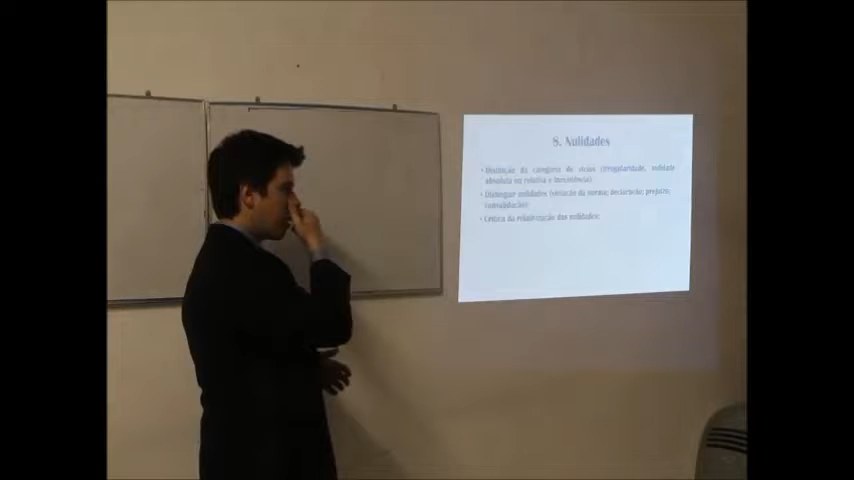 8. Nulidades
• Distinção da categoria de vícios (irregularidade, nulidade
absoluta ou relativa e inexistência);
• Distinguir nulidades (violação da norma; declaração; prejuízo;
convalidação);
• Crítica da relativização das nulidades;